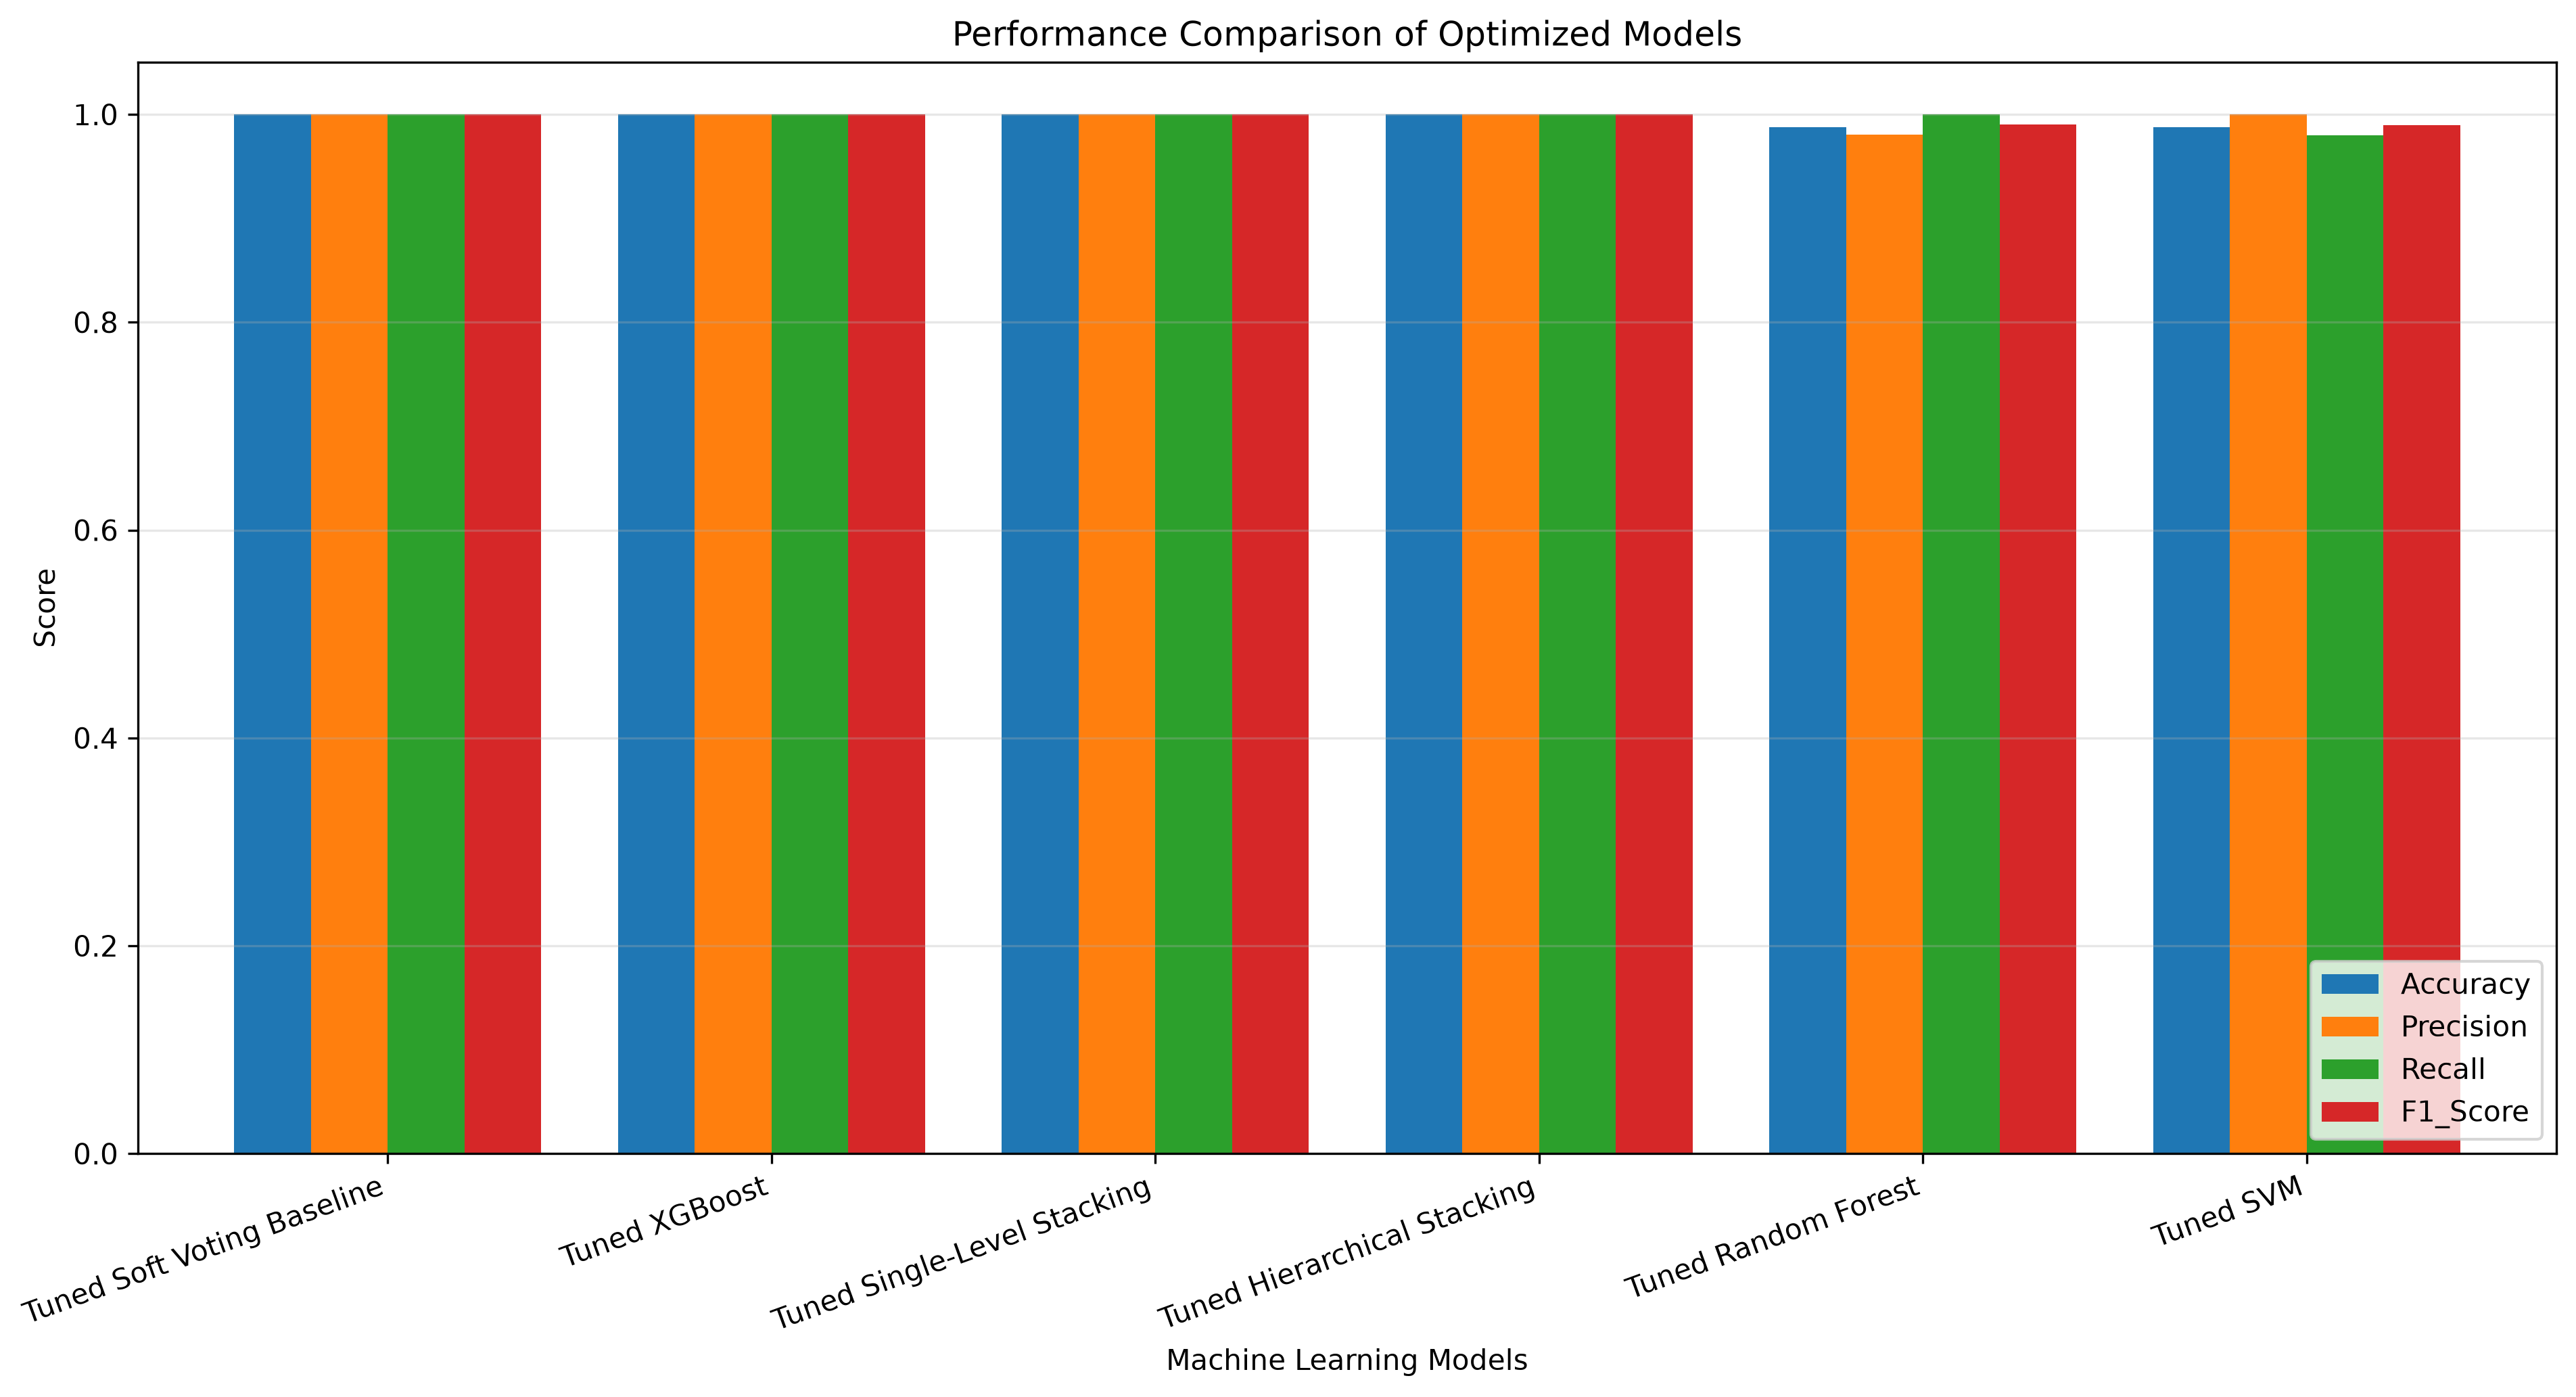 Performance Comparison of Optimized Models
1.0
0.8
0.6
0.4
0.2
0.0
Score
Accuracy
Precision
Recall
F1_Score
Tuned Soft Voting Baseline
Tuned XGBoost
Tuned Single-Level Stacking
Tuned Hierarchical Stacking
Tuned Random Forest
Tuned SVM
Machine Learning Models